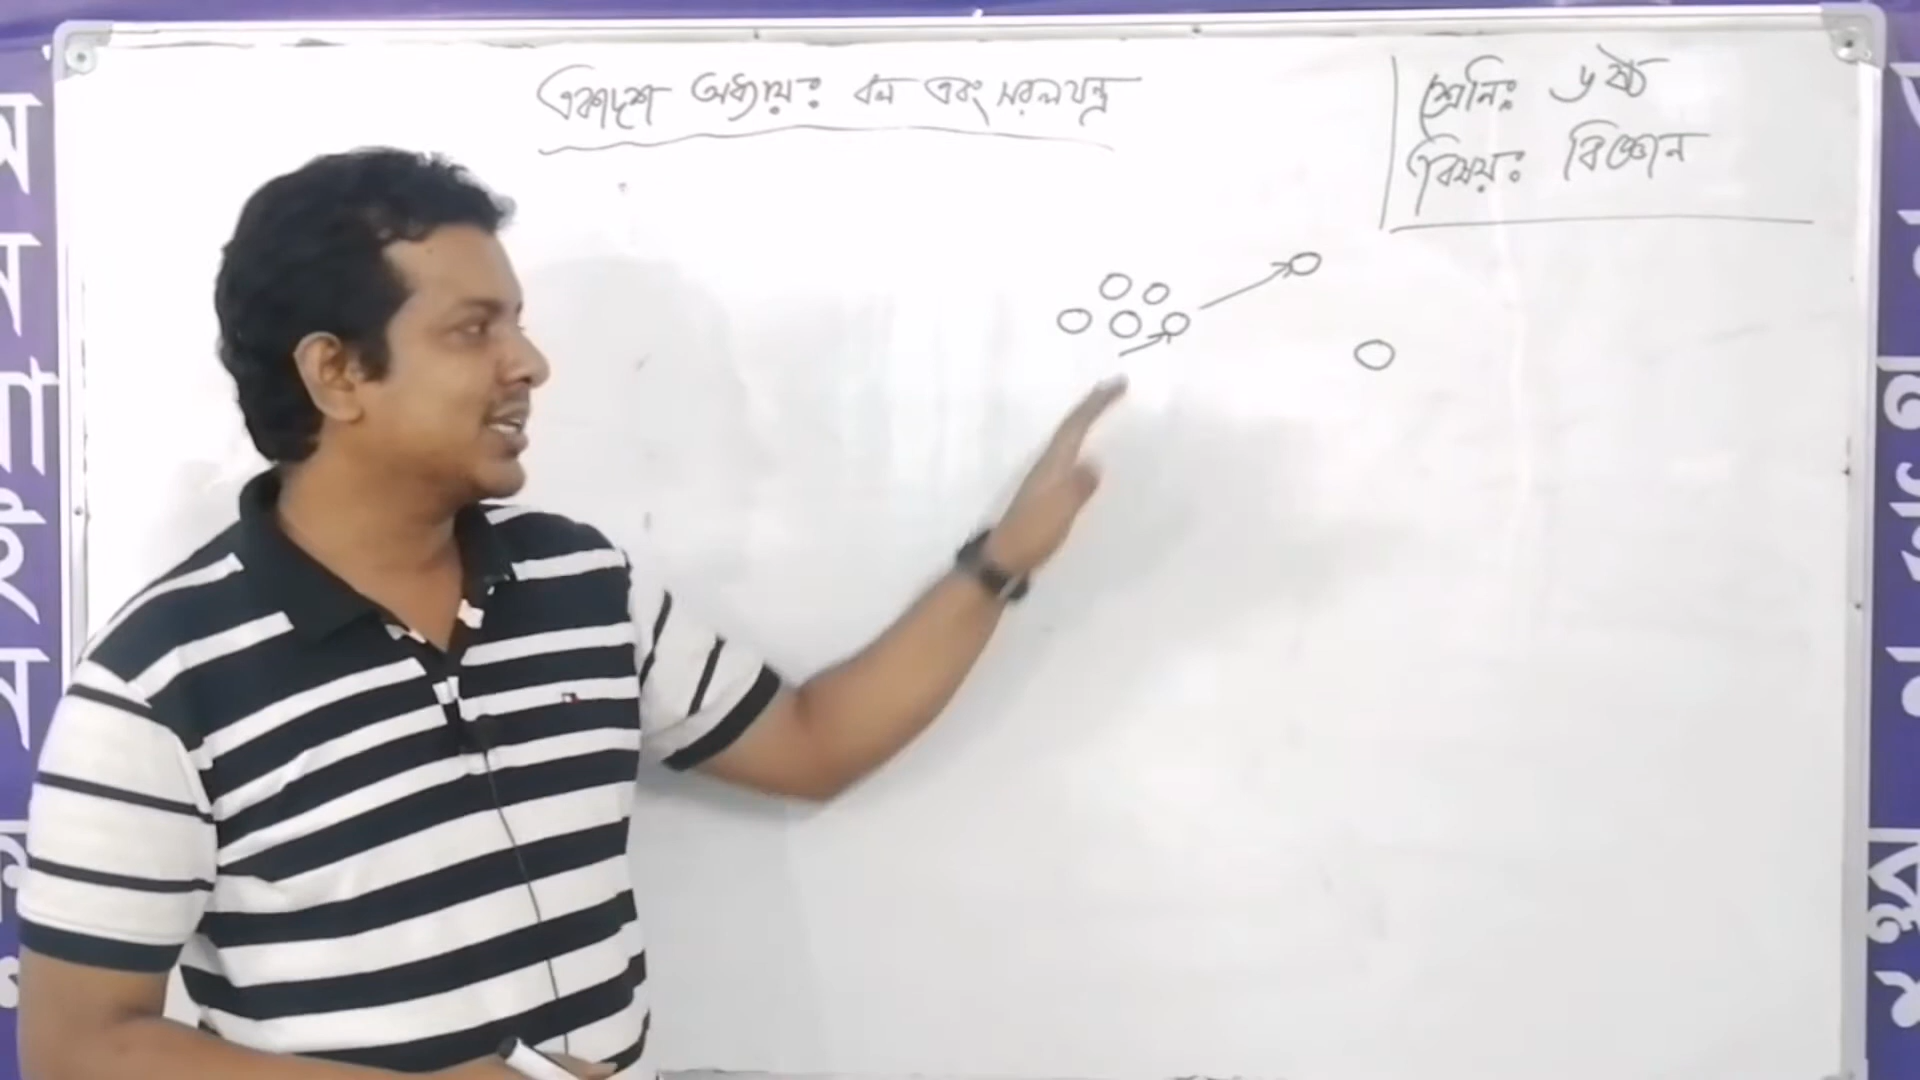 একাদশ অধ্যায়ঃ বল এবং সরলযন্ত্র
শ্রেনিঃ ৬ষ্ঠ
বিষয়ঃ বিজ্ঞান